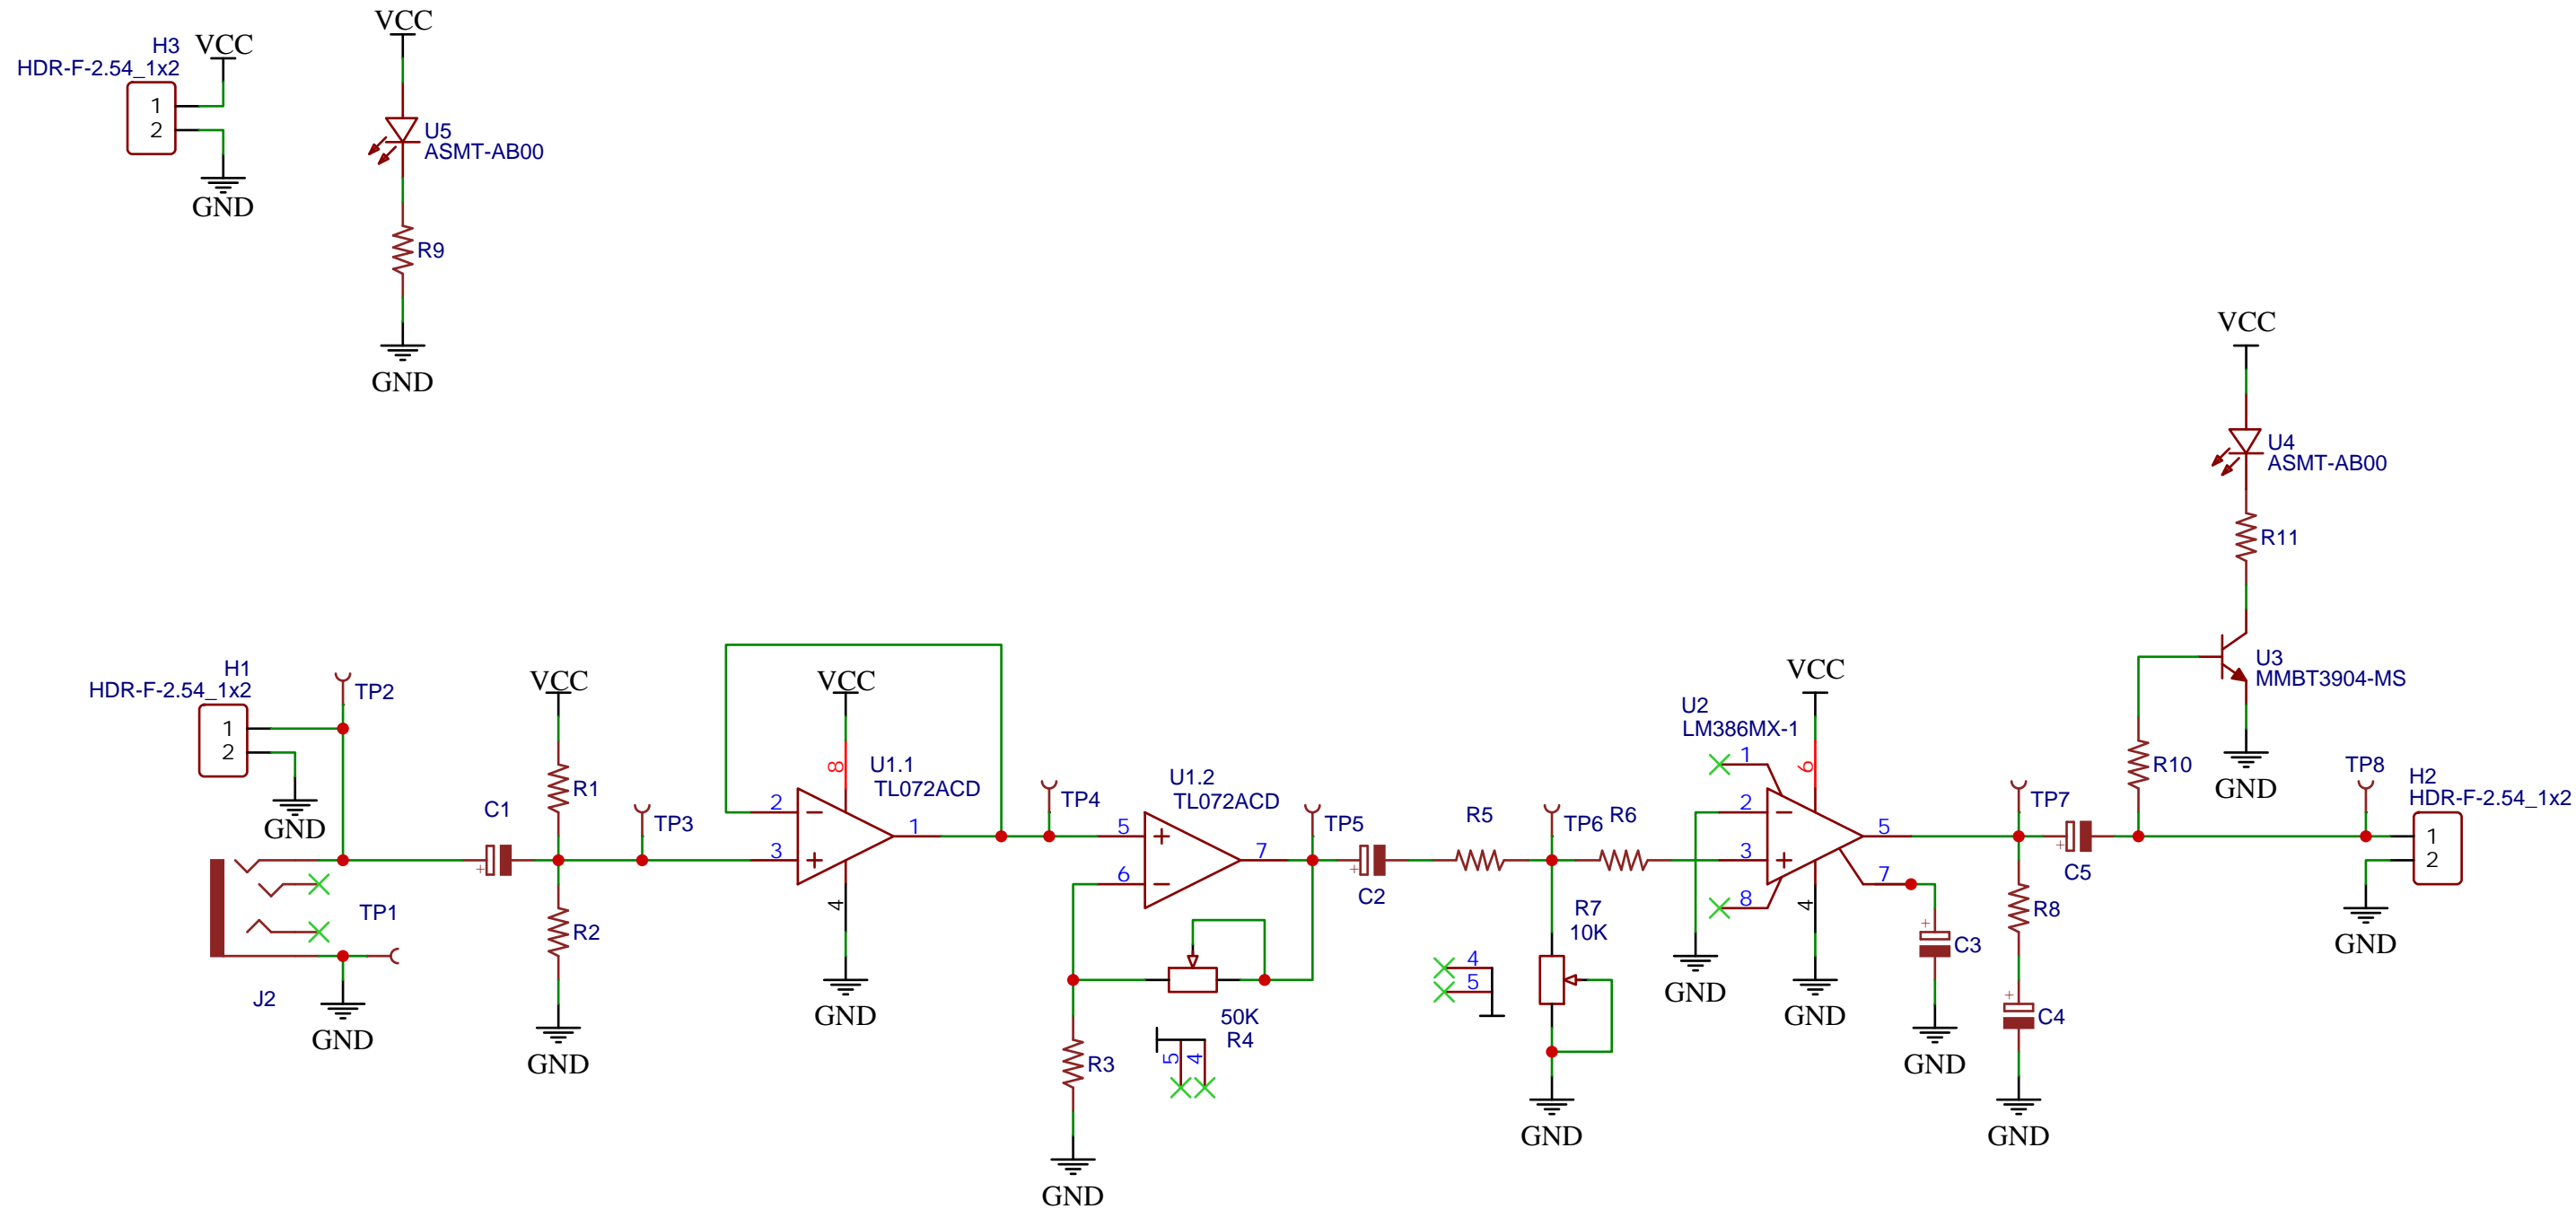 VCC
H3
VCC
HDR-F-2.54_1x2
1
2
GND
U5
ASMT-AB00
R9
GND
VCC
U4
ASMT-AB00
R11
U3
MMBT3904-MS
GND
R10
H1
HDR-F-2.54_1x2
1
2
GND
TP2
TP1
J2
GND
C1
VCC
R1
R2
GND
TP3
VCC
8
U1.1
TL072ACD
2
3
1
4
GND
TP4
U1.2
TL072ACD
5
6
7
TP5
50K
R4
5
4
R3
GND
C2
R5
TP6
R6
R7
10K
4
5
GND
VCC
U2
LM386MX-1
1
6
2
3
8
4
5
7
GND
GND
C3
GND
TP7
R8
C4
GND
C5
TP8
H2
HDR-F-2.54_1x2
1
2
GND